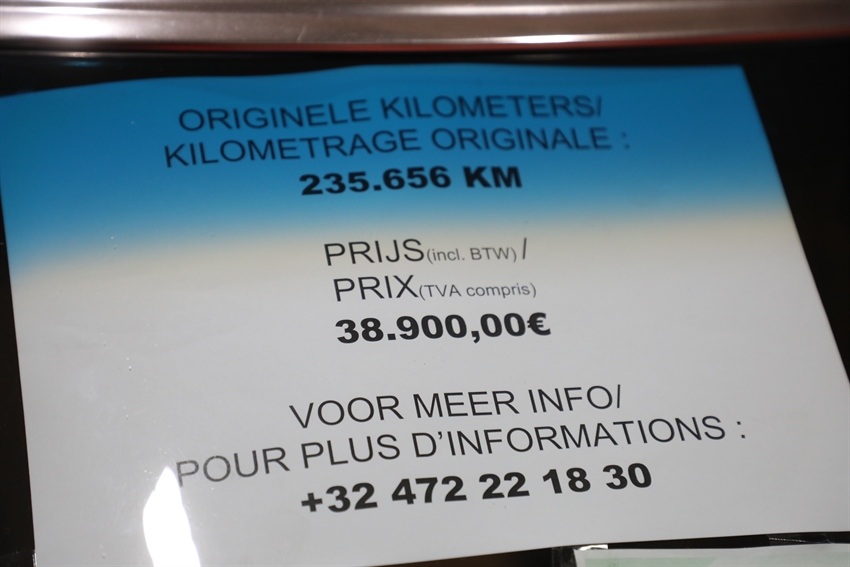 ORIGINELE KILOMETERS/
KILOMETRAGE ORIGINALE :
235.656 KM
PRIJS(incl. BTW) /
PRIX(TVA compris)
38.900,00€
VOOR MEER INFO/
POUR PLUS D'INFORMATIONS :
+32 472 22 18 30